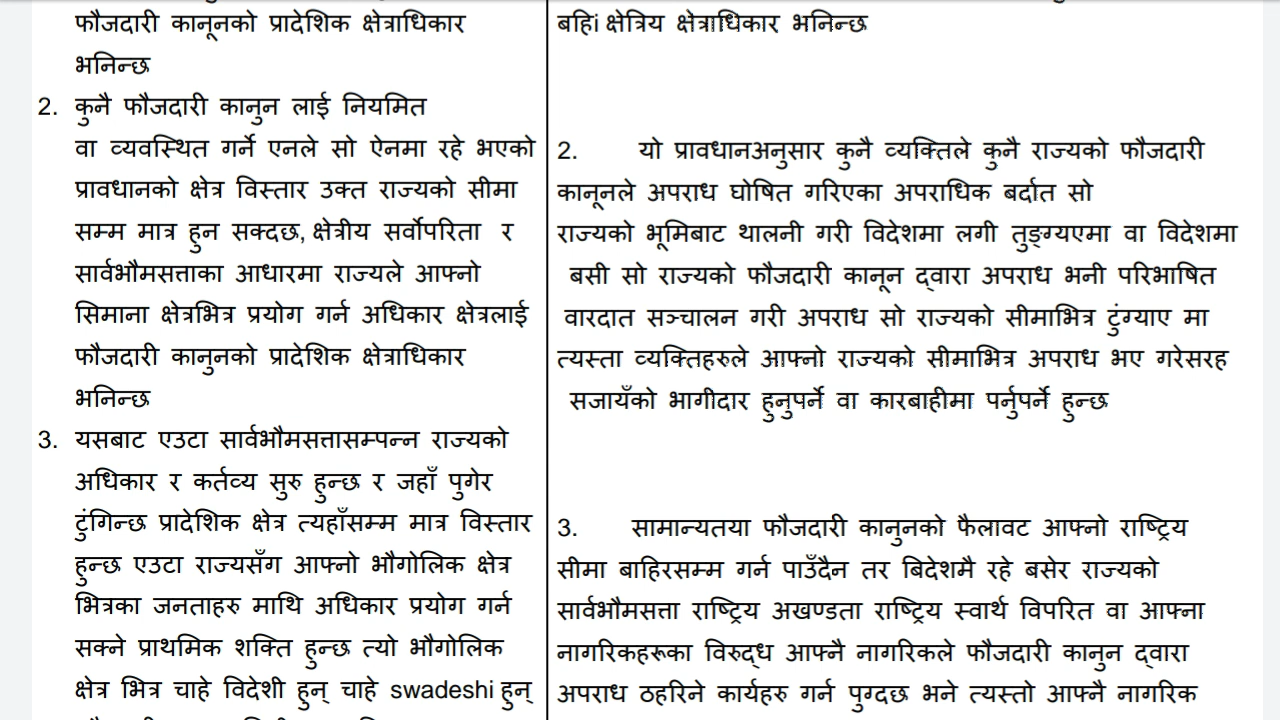 फौजदारी कानूनको प्रादेशिक क्षेत्राधिकार
भनिन्छ
2. कुनै फौजदारी कानुन लाई नियमित
वा व्यवस्थित गर्ने एनले सो ऐनमा रहे भएको
प्रावधानको क्षेत्र विस्तार उक्त राज्यको सीमा
सम्म मात्र हुन सक्दछ, क्षेत्रीय सर्वोपरिता र
सार्वभौमसत्ताका आधारमा राज्यले आफ्नो
सिमाना क्षेत्रभित्र प्रयोग गर्न अधिकार क्षेत्रलाई
फौजदारी कानुनको प्रादेशिक क्षेत्राधिकार
भनिन्छ
3. यसबाट एउटा सार्वभौमसत्तासम्पन्न राज्यको
अधिकार र कर्तव्य सुरु हुन्छ र जहाँ पुगेर
टुंगिन्छ प्रादेशिक क्षेत्र त्यहाँसम्म मात्र विस्तार
हुन्छ एउटा राज्यसँग आफ्नो भौगोलिक क्षेत्र
भित्रका जनताहरु माथि अधिकार प्रयोग गर्न
सक्ने प्राथमिक शक्ति हुन्छ त्यो भौगोलिक
क्षेत्र भित्र चाहे विदेशी हुन् चाहे swadeshi हुन्
बहिi क्षेत्रिय क्षेत्राधिकार भनिन्छ
2. यो प्रावधानअनुसार कुनै व्यक्तिले कुनै राज्यको फौजदारी
कानूनले अपराध घोषित गरिएका अपराधिक बर्दात सो
राज्यको भूमिबाट थालनी गरी विदेशमा लगी तुङ्ग्यएमा वा विदेशमा
बसी सो राज्यको फौजदारी कानून द्वारा अपराध भनी परिभाषित
वारदात सञ्चालन गरी अपराध सो राज्यको सीमाभित्र टुंग्याए मा
त्यस्ता व्यक्तिहरुले आफ्नो राज्यको सीमाभित्र अपराध भए गरेसरह
सजायँको भागीदार हुनुपर्ने वा कारबाहीमा पर्नुपर्ने हुन्छ
3. सामान्यतया फौजदारी कानुनको फैलावट आफ्नो राष्ट्रिय
सीमा बाहिरसम्म गर्न पाउँदैन तर बिदेशमै रहे बसेर राज्यको
सार्वभौमसत्ता राष्ट्रिय अखण्डता राष्ट्रिय स्वार्थ विपरित वा आफ्ना
नागरिकहरूका विरुद्ध आफ्नै नागरिकले फौजदारी कानुन द्वारा
अपराध ठहरिने कार्यहरु गर्न पुग्दछ भने त्यस्तो आफ्नै नागरिक